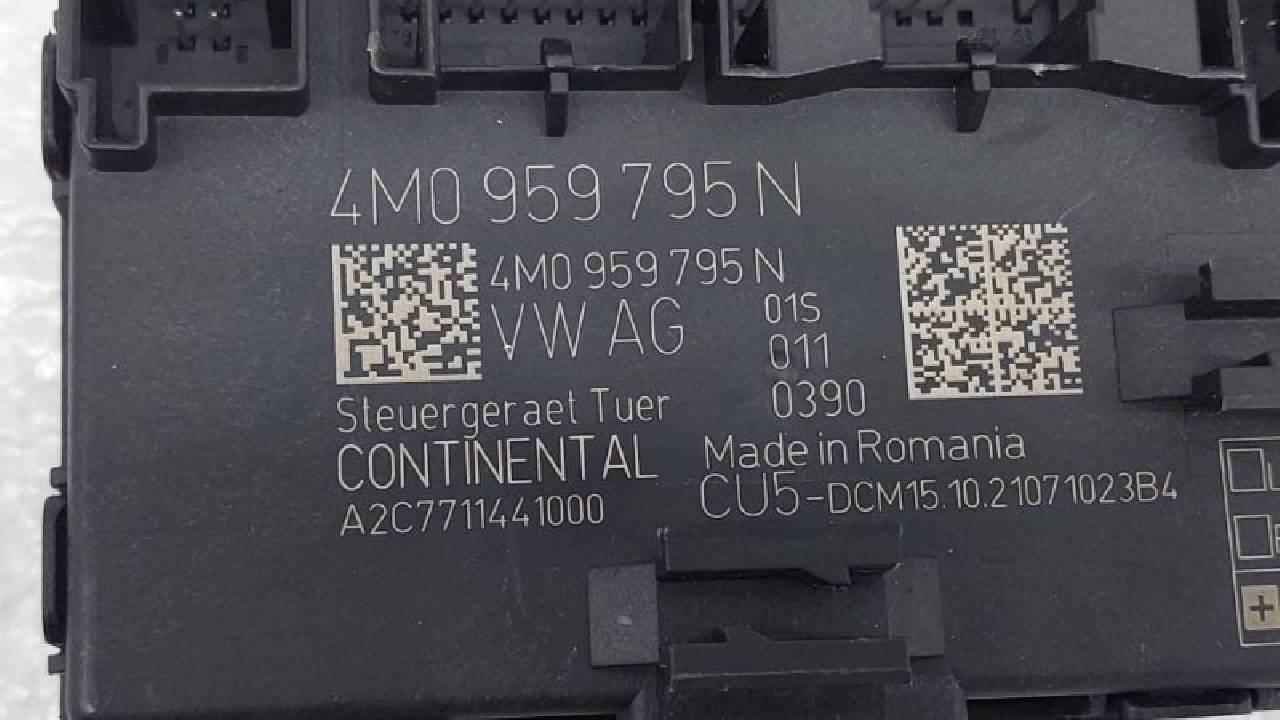 4M0 959 795 N
4M0 959 795 N
VW AG
01S
011
0390
Steuergeraet Tuer
CONTINENTAL
A2C7711441000
Made in Romania
CU5-DCM15.10.21071023B4